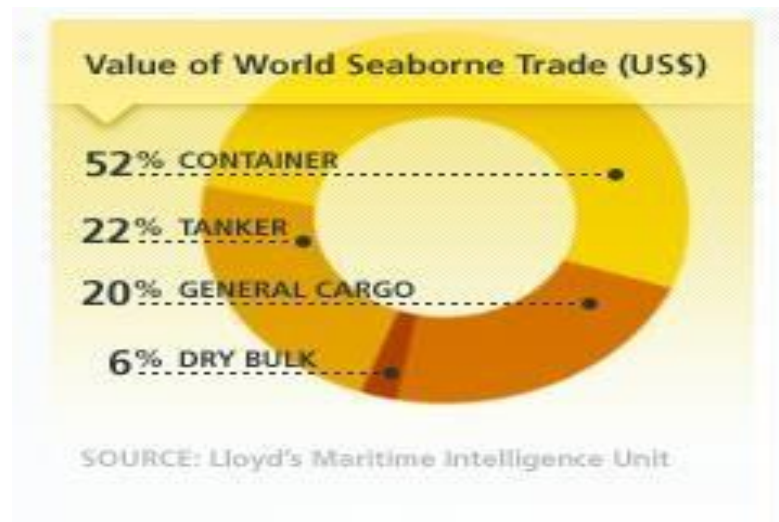 Value of World Seaborne Trade (US$)
52% CONTAINER
22% TANKER
20% GENERAL CARGO
6% DRY BULK
SOURCE: Lloyd's Maritime Intelligence Unit